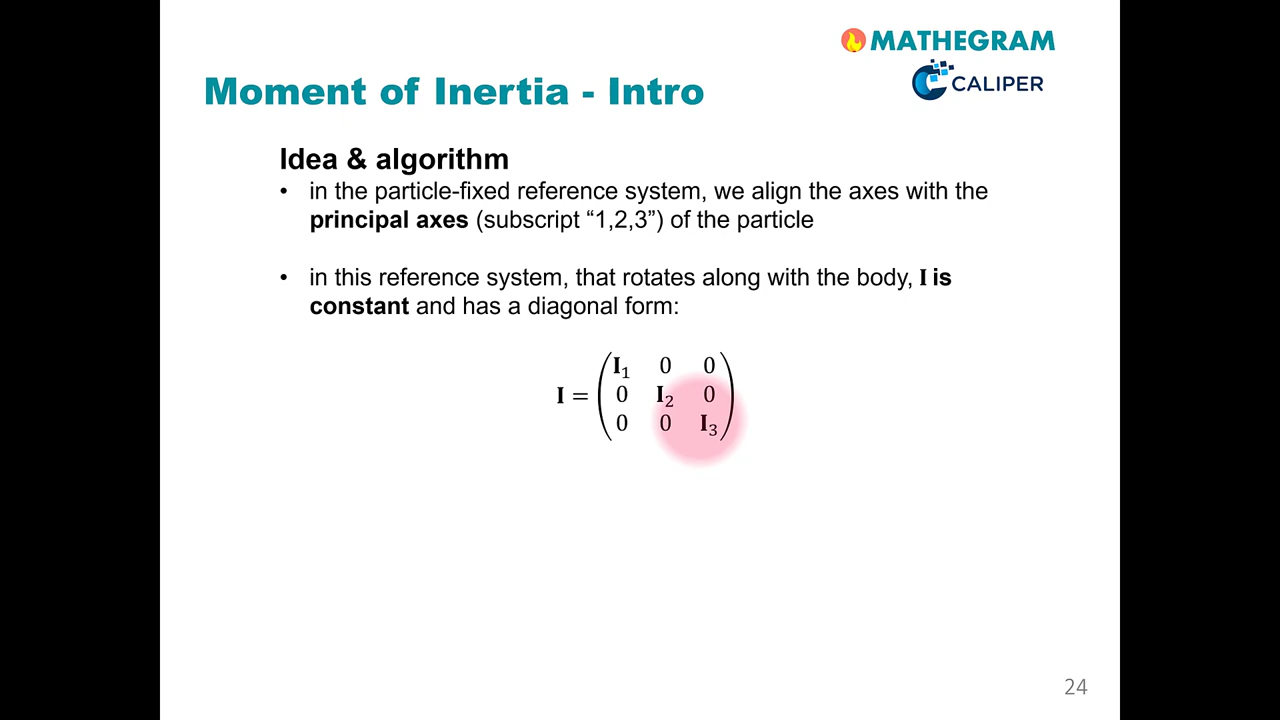 MATHEGRAM
CALIPER
Moment of Inertia - Intro
Idea & algorithm
• in the particle-fixed reference system, we align the axes with the
principal axes (subscript “1,2,3”) of the particle
• in this reference system, that rotates along with the body, I is
constant and has a diagonal form:
I₁ 0 0
I = 0 I₂ 0
0 0 I₃
24